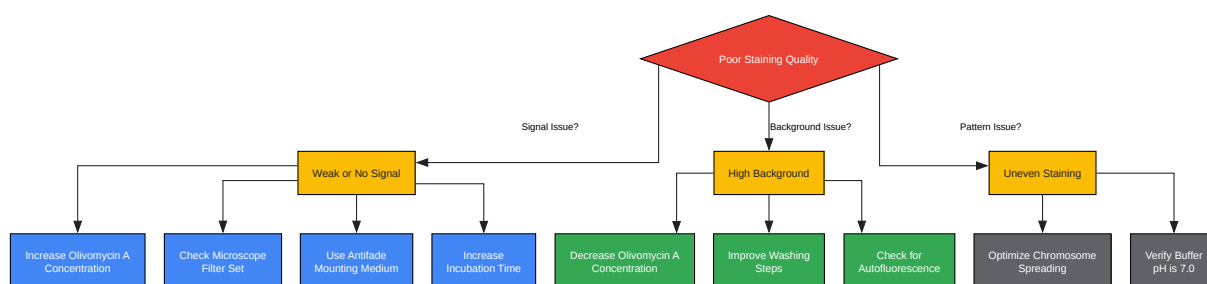 Poor Staining Quality
Signal Issue?
Background Issue?
Pattern Issue?
Weak or No Signal
High Background
Uneven Staining
Increase Olivomycin A
Concentration
Check Microscope
Filter Set
Use Antifade
Mounting Medium
Increase
Incubation Time
Decrease Olivomycin A
Concentration
Improve Washing
Steps
Check for
Autofluorescence
Optimize Chromosome
Spreading
Verify Buffer
pH is 7.0